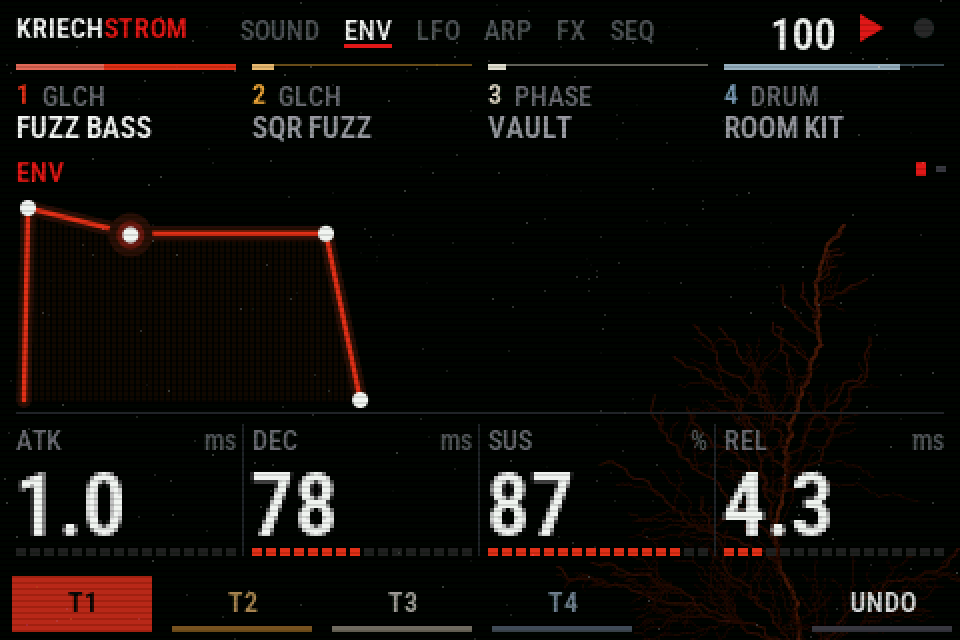 KRIECHSTROM SOUND ENV LFO ARP FX SEQ 100
1 GLCH 2 GLCH 3 PHASE 4 DRUM
FUZZ BASS SQR FUZZ VAULT ROOM KIT
ENV
ATK ms DEC ms SUS % REL ms
1.0 78 87 4.3
T1 T2 T3 T4 UNDO